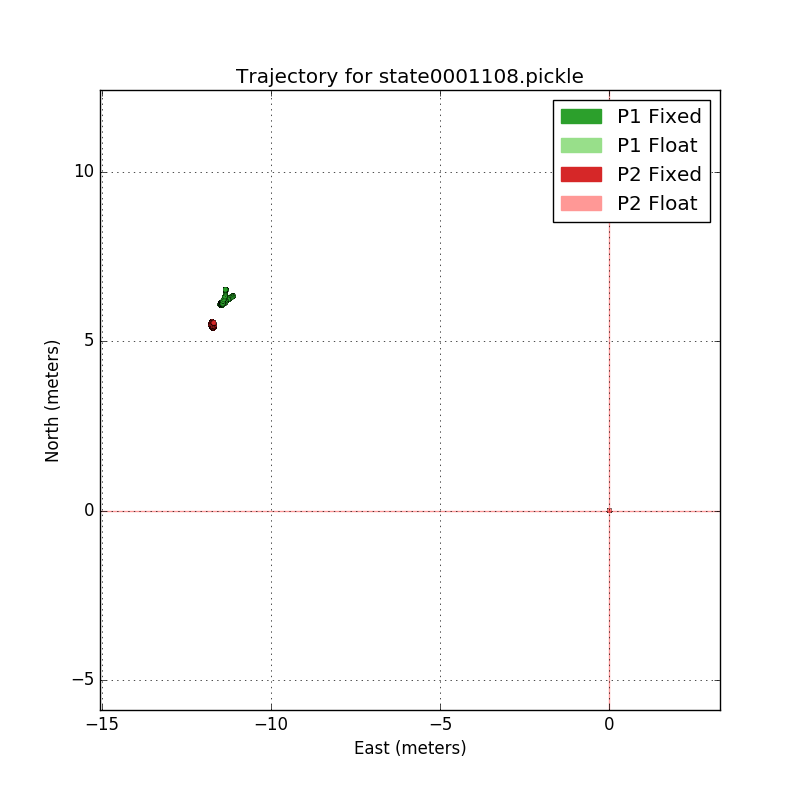 Trajectory for state0001108.pickle
P1 Fixed
P1 Float
P2 Fixed
P2 Float
10
5
0
−5
North (meters)
−15
−10
−5
0
East (meters)